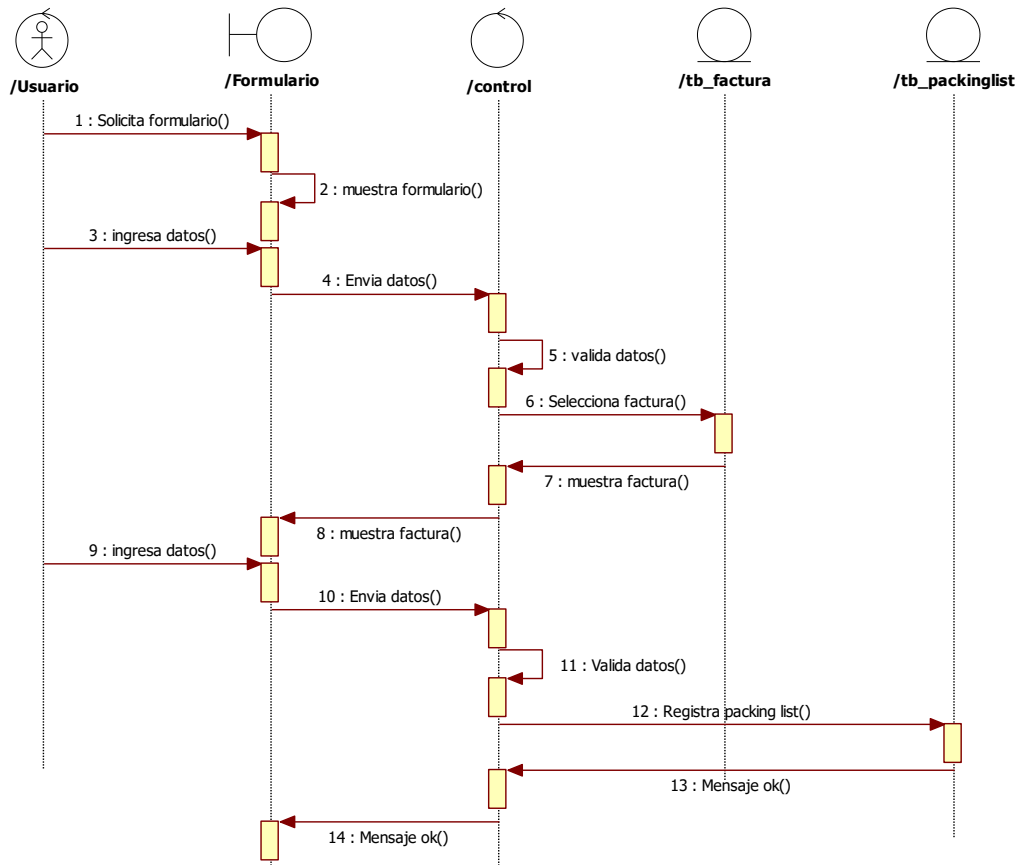 /Usuario
/Formulario
/control
/tb_factura
/tb_packinglist
1 : Solicita formulario()
2 : muestra formulario()
3 : ingresa datos()
4 : Envia datos()
5 : valida datos()
6 : Selecciona factura()
7 : muestra factura()
8 : muestra factura()
9 : ingresa datos()
10 : Envia datos()
11 : Valida datos()
12 : Registra packing list()
13 : Mensaje ok()
14 : Mensaje ok()